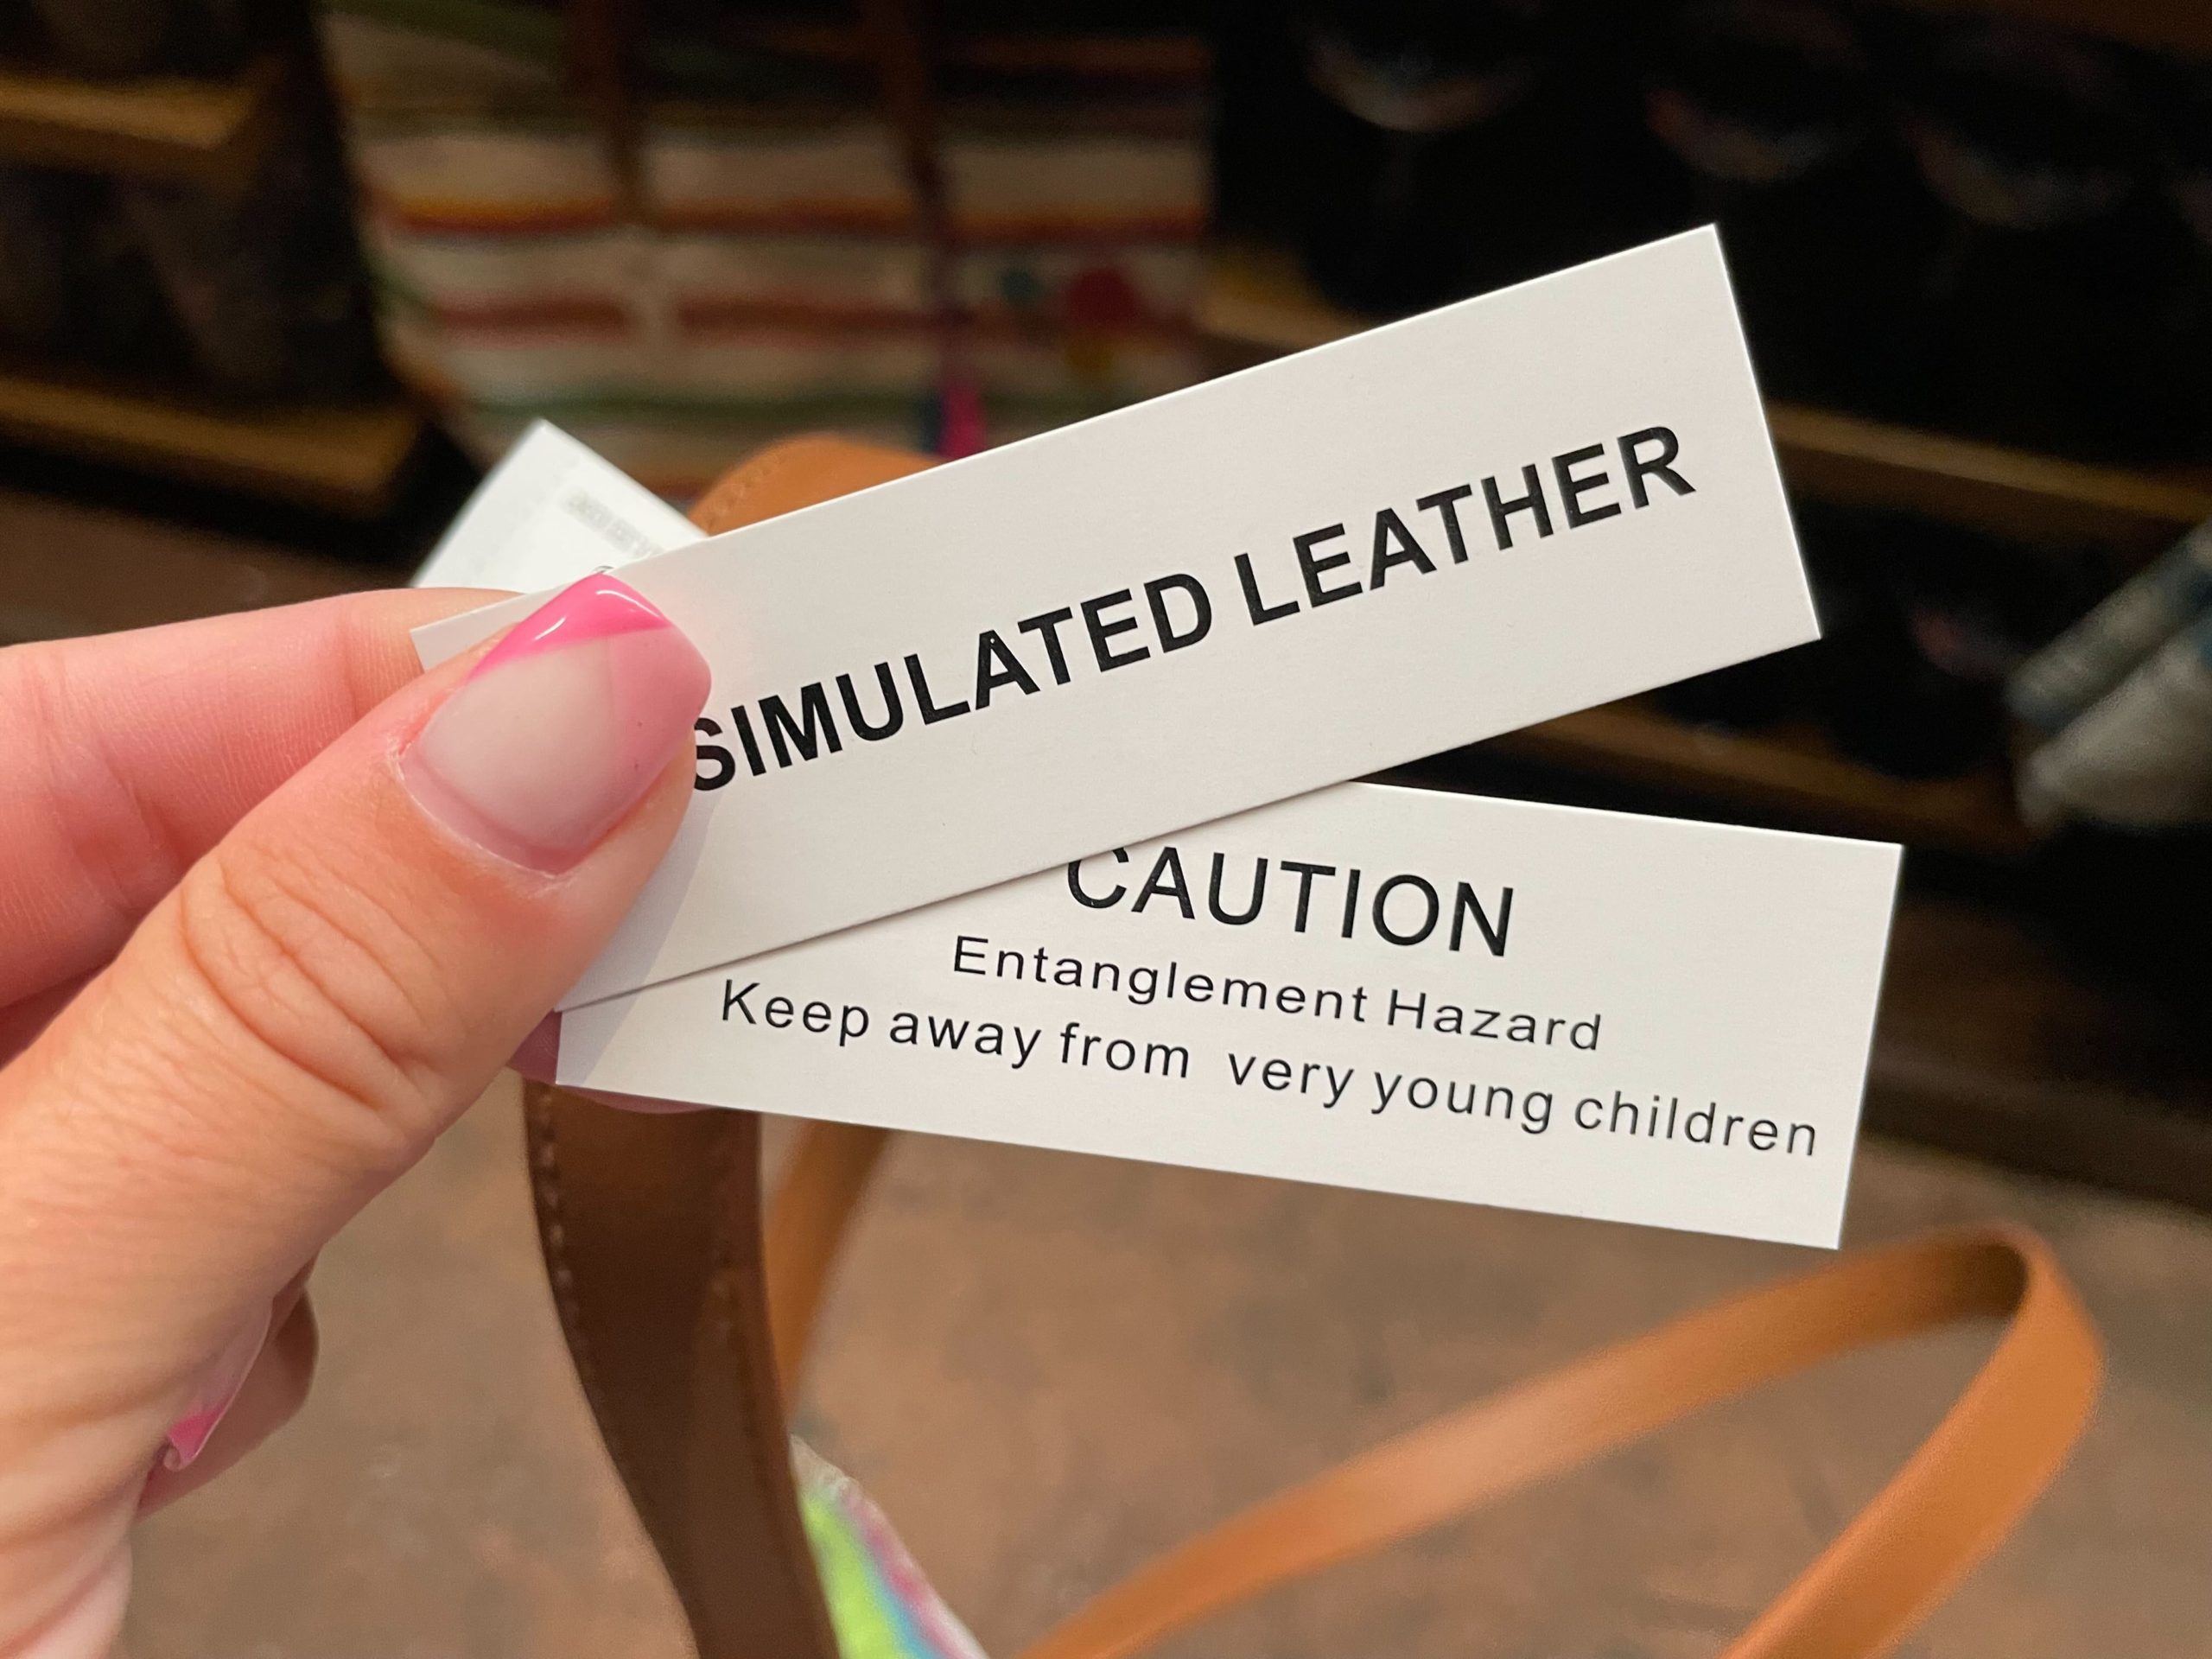 SIMULATED LEATHER
CAUTION
Entanglement Hazard
Keep away from very young children